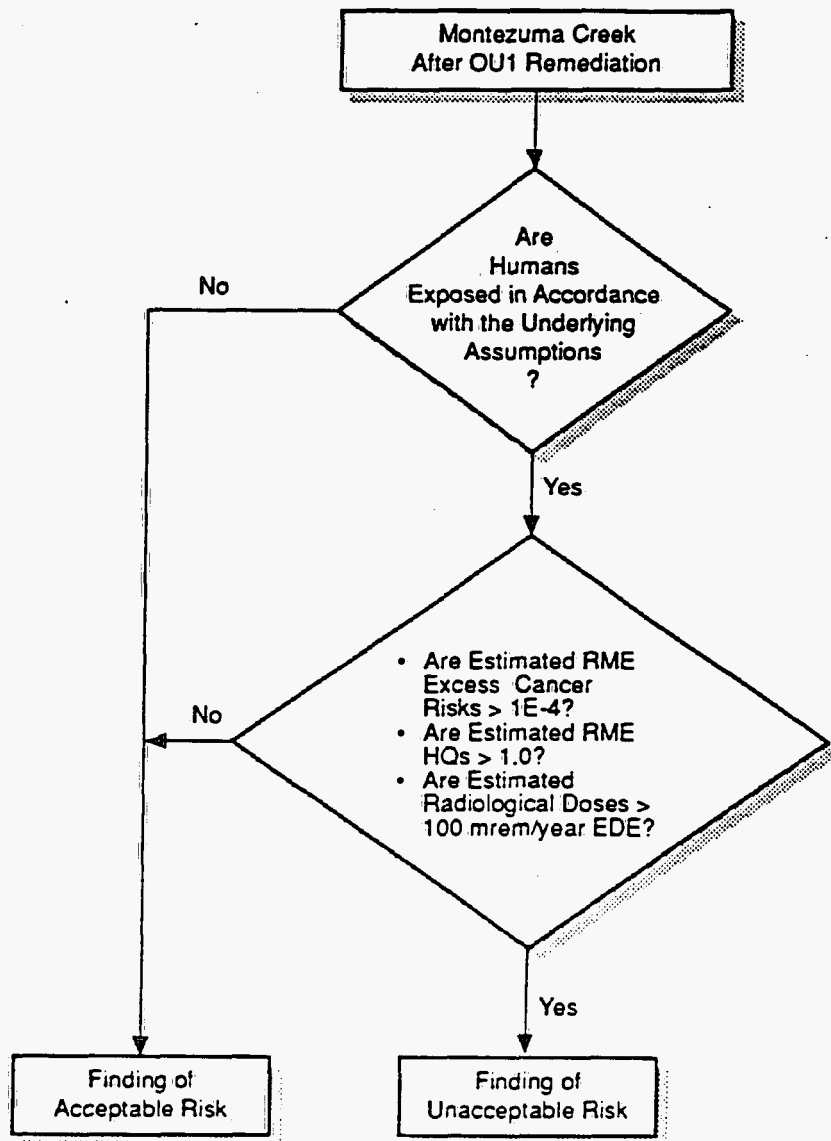 Montezuma Creek
After OU1 Remediation
Are
Humans
Exposed in Accordance
with the Underlying
Assumptions
?
No
Yes
• Are Estimated RME
Excess Cancer
Risks > 1E-4?
• Are Estimated RME
HQs > 1.0?
• Are Estimated
Radiological Doses >
100 mrem/year EDE?
No
Yes
Finding of
Acceptable Risk
Finding of
Unacceptable Risk